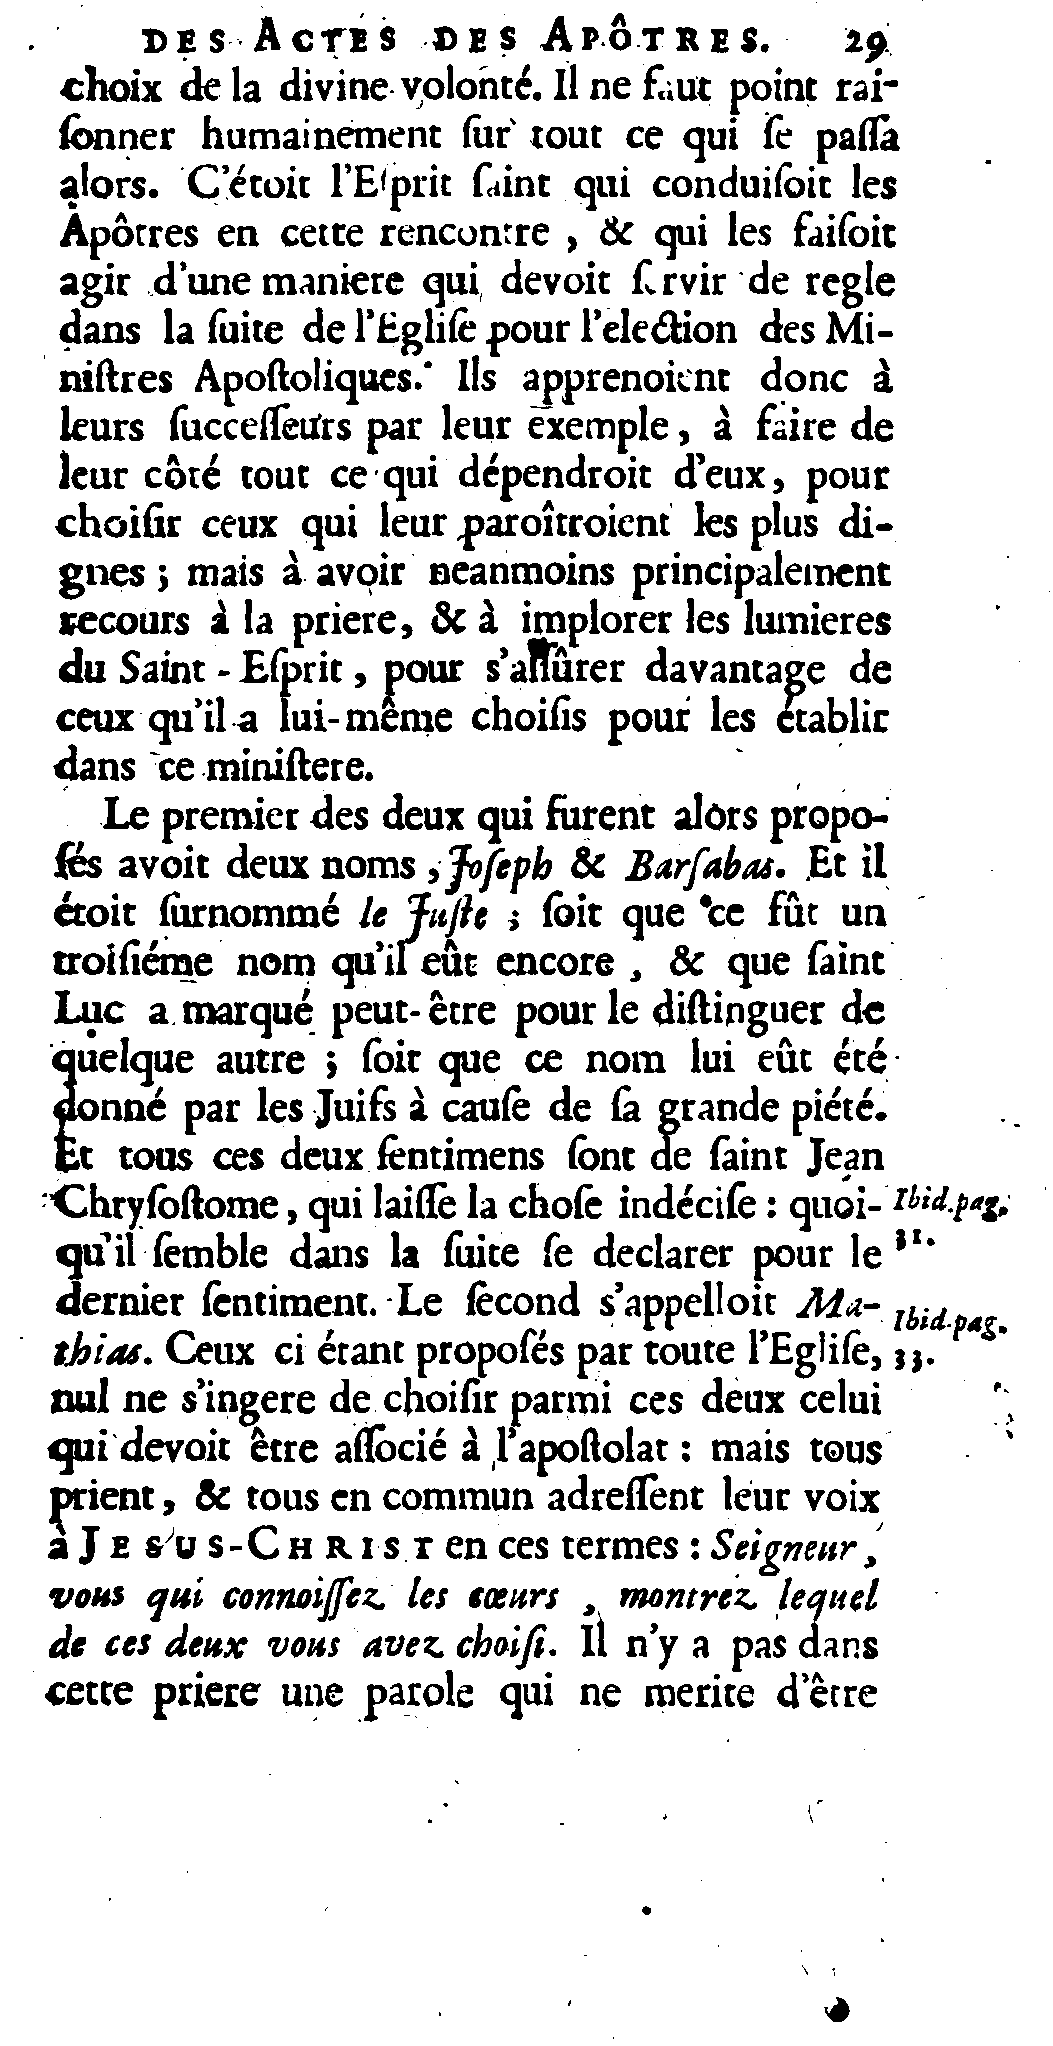 DES ACTES DES APÔTRES. 29
choix de la divine volonté. Il ne faut point rai-
ſonner humainement ſur tout ce qui ſe paſſa
alors. C'étoit l'Eſprit ſaint qui conduiſoit les
Apôtres en cette rencontre, & qui les faiſoit
agir d'une maniere qui devoit ſervir de regle
dans la ſuite de l'Egliſe pour l'election des Mi-
niſtres Apoſtoliques. Ils apprenoient donc à
leurs ſucceſſeurs par leur exemple, à faire de
leur côté tout ce qui dépendroit d'eux, pour
choiſir ceux qui leur paroîtroient les plus di-
gnes ; mais à avoir neanmoins principalement
recours à la priere, & à implorer les lumieres
du Saint-Eſprit, pour s'aſſûrer davantage de
ceux qu'il a lui-même choiſis pour les établir
dans ce miniſtere.
Le premier des deux qui furent alors propo-
ſés avoit deux noms, Joſeph & Barſabas. Et il
étoit ſurnommé le Juſte ; ſoit que ce fût un
troiſiéme nom qu'il eût encore, & que ſaint
Luc a marqué peut-être pour le diſtinguer de
quelque autre ; ſoit que ce nom lui eût été
donné par les Juifs à cauſe de ſa grande piété.
Et tous ces deux ſentimens ſont de ſaint Jean
Chryſoſtome, qui laiſſe la choſe indéciſe : quoi- Ibid. pag.
qu'il ſemble dans la ſuite ſe declarer pour le 31.
dernier ſentiment. Le ſecond s'appelloit Ma- Ibid. pag.
thias. Ceux ci étant propoſés par toute l'Egliſe, 33.
nul ne s'ingere de choiſir parmi ces deux celui
qui devoit être aſſocié à l'apoſtolat : mais tous
prient, & tous en commun adreſſent leur voix
à JESUS-CHRIST en ces termes : Seigneur,
vous qui connoiſſez les cœurs, montrez lequel
de ces deux vous avez choiſi. Il n'y a pas dans
cette priere une parole qui ne merite d'être